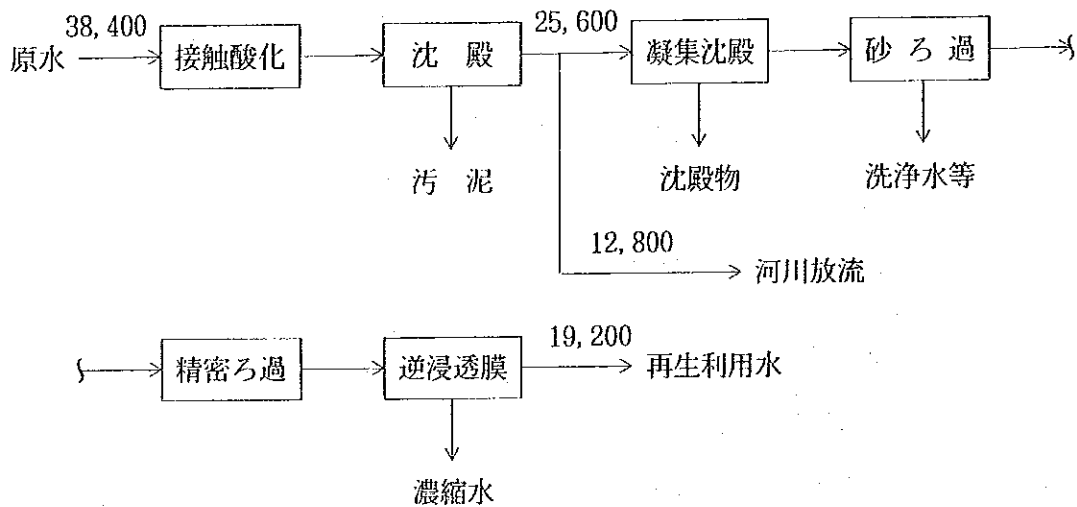 38,400
25,600
原水
接触酸化
沈 殿
凝集沈殿
砂 ろ 過
汚 泥
沈殿物
洗浄水等
12,800
河川放流
19,200
精密ろ過
逆浸透膜
再生利用水
濃縮水